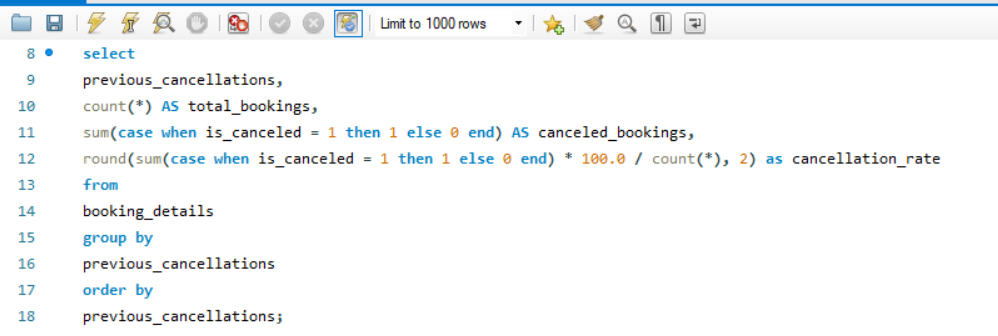 Limit to 1000 rows
8 select
9 previous_cancellations,
10 count(*) AS total_bookings,
11 sum(case when is_canceled = 1 then 1 else 0 end) AS canceled_bookings,
12 round(sum(case when is_canceled = 1 then 1 else 0 end) * 100.0 / count(*), 2) as cancellation_rate
13 from
14 booking_details
15 group by
16 previous_cancellations
17 order by
18 previous_cancellations;